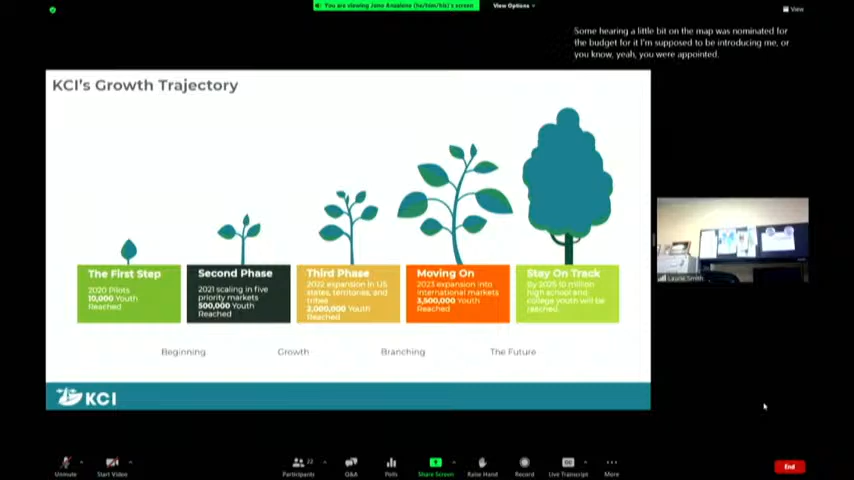 You are viewing Jono Anzalone (he/him/his)'s screen
View Options
View
Some hearing a little bit on the map was nominated for
the budget for it I'm supposed to be introducing me, or
you know, yeah, you were appointed.
KCI's Growth Trajectory
The First Step
2020 Pilots
10,000 Youth
Reached
Second Phase
2021 scaling in five
priority markets
500,000 Youth
Reached
Third Phase
2022 expansion in US
states, territories, and
tribes
2,000,000 Youth
Reached
Moving On
2023 expansion into
international markets
3,500,000 Youth
Reached
Stay On Track
By 2025 10 million
high school and
college youth will be
reached.
Beginning
Growth
Branching
The Future
KCI
Laurie Smith
Unmute
Start Video
Participants
22
Q&A
Polls
Share Screen
Raise Hand
Record
Live Transcript
More
End